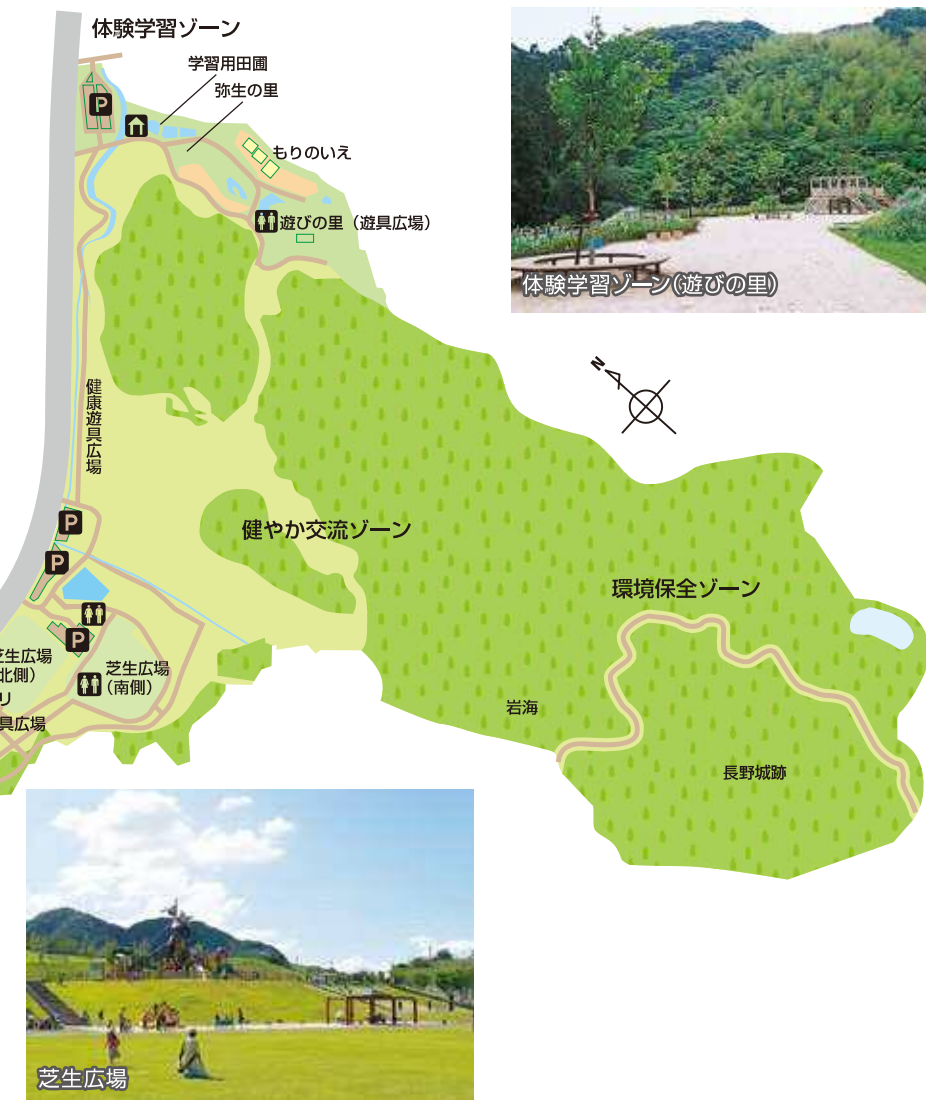 体験学習ゾーン
学習用田圃
弥生の里
P
もりのいえ
遊びの里（遊具広場）
体験学習ゾーン（遊びの里）
N
健康遊具広場
P
健やか交流ゾーン
P
環境保全ゾーン
P
芝生広場
北側）
芝生広場
（南側）
リ
具広場
岩海
長野城跡
芝生広場